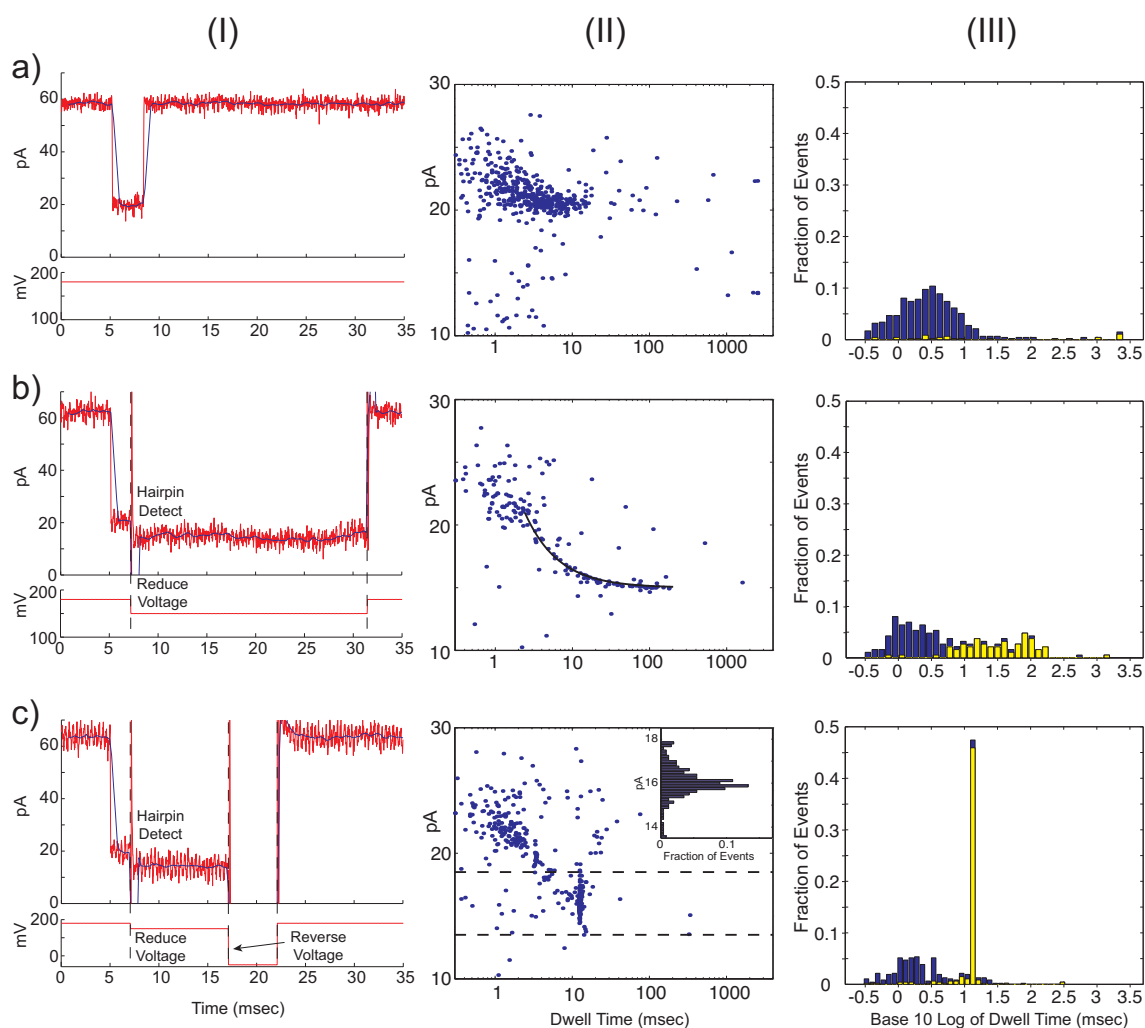 (I) (II) (III)
a)
60
40
20
0
pA
200
100
mV
0 5 10 15 20 25 30 35
30
20
10
pA
1 10 100 1000
0.5
0.4
0.3
0.2
0.1
0
Fraction of Events
-0.5 0 0.5 1 1.5 2 2.5 3 3.5
b)
60
40
20
0
pA
Hairpin
Detect
Reduce
Voltage
200
100
mV
0 5 10 15 20 25 30 35
30
20
10
pA
1 10 100 1000
0.5
0.4
0.3
0.2
0.1
0
Fraction of Events
-0.5 0 0.5 1 1.5 2 2.5 3 3.5
c)
60
40
20
0
pA
Hairpin
Detect
Reduce
Voltage
Reverse
Voltage
200
0
mV
0 5 10 15 20 25 30 35
Time (msec)
30
20
10
pA
18
16
14
pA
0 0.1
Fraction of Events
1 10 100 1000
Dwell Time (msec)
0.5
0.4
0.3
0.2
0.1
0
Fraction of Events
-0.5 0 0.5 1 1.5 2 2.5 3 3.5
Base 10 Log of Dwell Time (msec)